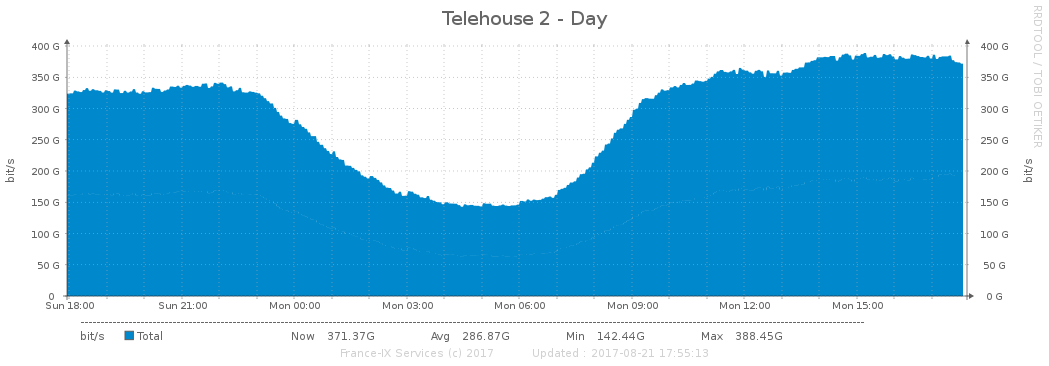 Telehouse 2 - Day
RRDTOOL / TOBI OETIKER
400 G 400 G
350 G 350 G
300 G 300 G
250 G 250 G
200 G 200 G
150 G 150 G
100 G 100 G
50 G 50 G
0 0 G
bit/s bit/s
Sun 18:00 Sun 21:00 Mon 00:00 Mon 03:00 Mon 06:00 Mon 09:00 Mon 12:00 Mon 15:00
bit/s Total Now 371.37G Avg 286.87G Min 142.44G Max 388.45G
France-IX Services (c) 2017 Updated : 2017-08-21 17:55:13